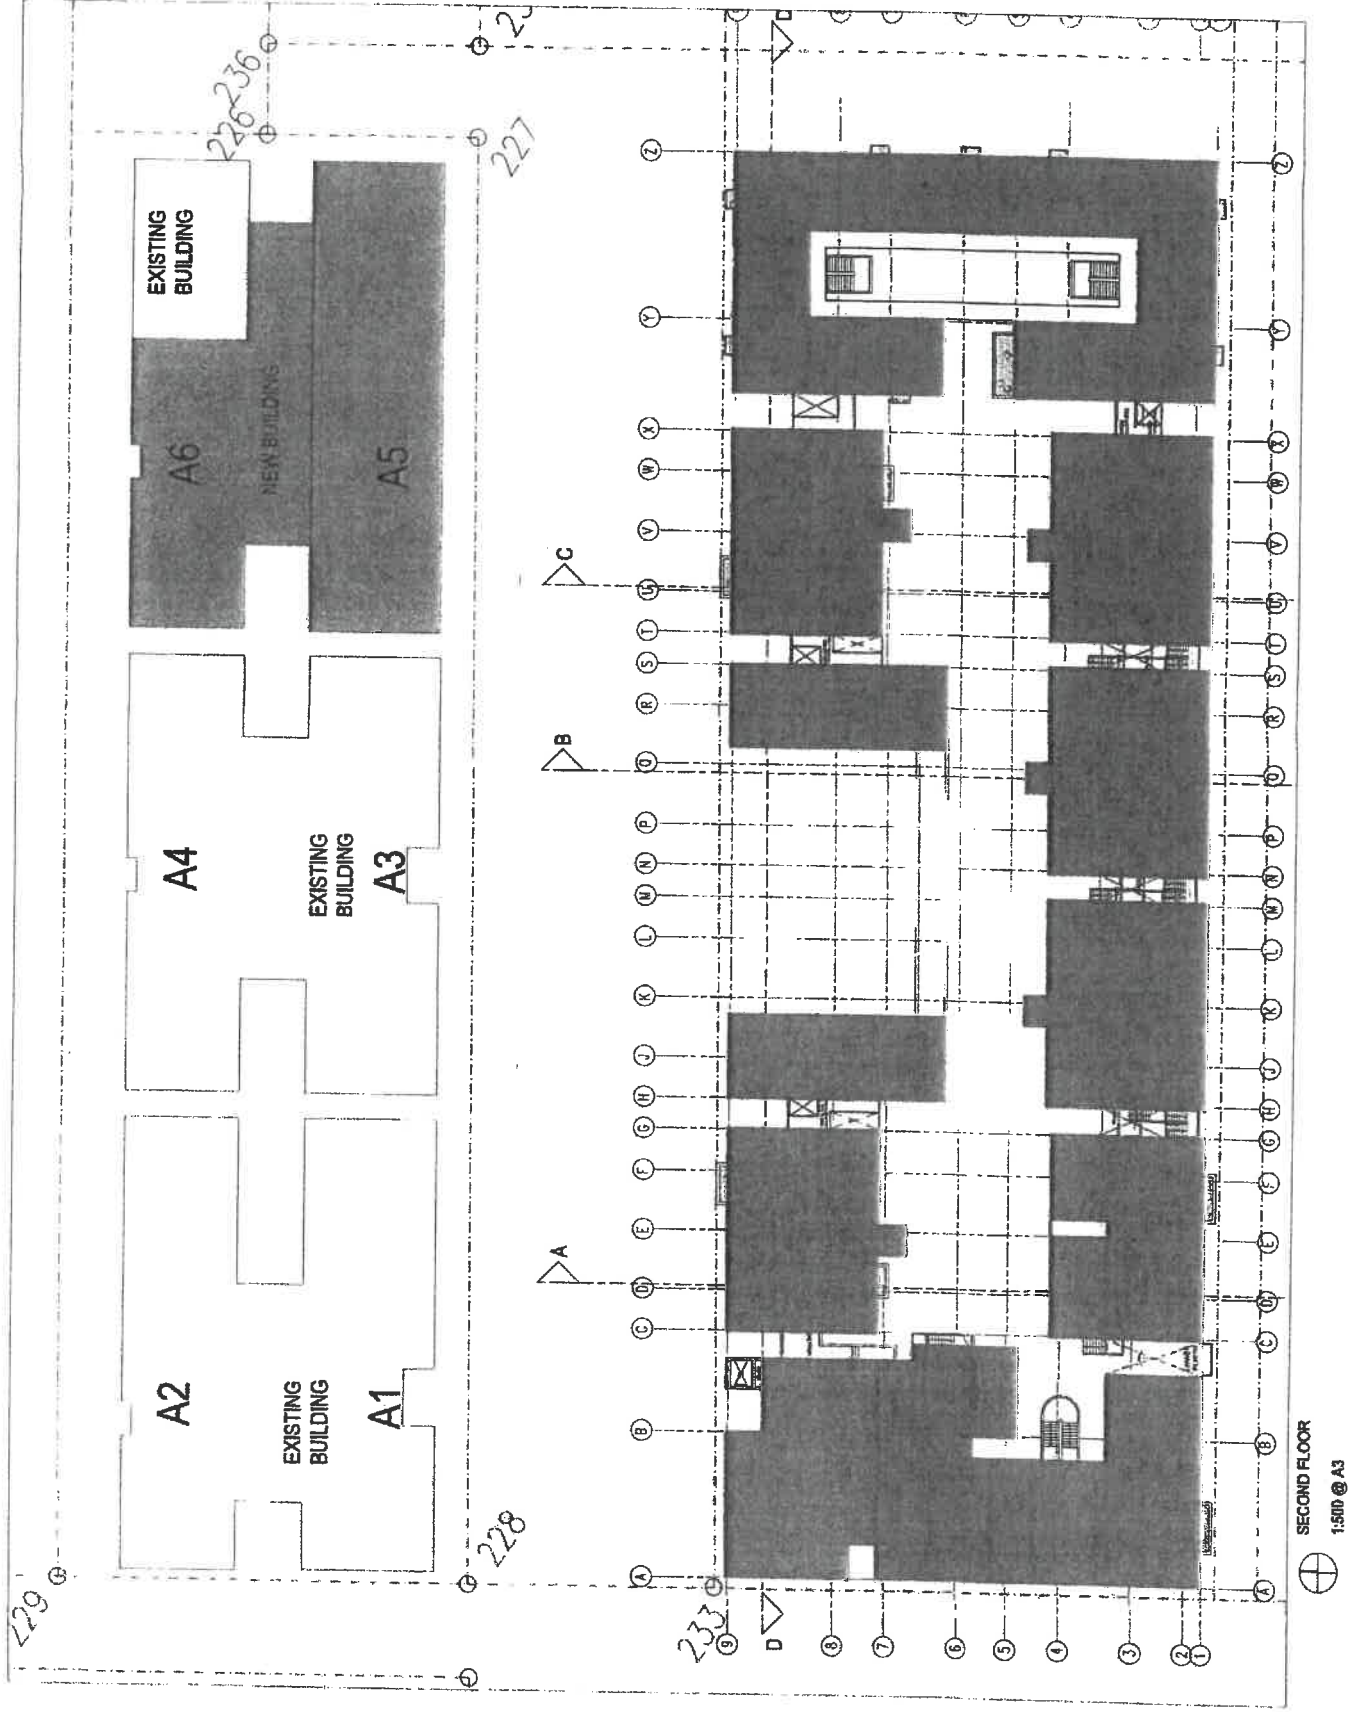 236
226
227
EXISTING
BUILDING
A6
NEW BUILDING
A5
A4
EXISTING
BUILDING
A3
A2
EXISTING
BUILDING
A1
229
228
233
C
B
A
D
Z
Y
X
W
V
U
T
S
R
Q
P
N
M
L
K
J
H
G
F
E
D
C
B
A
Z
Y
X
W
V
U
T
S
R
Q
P
N
M
L
K
J
H
G
F
E
D
C
B
A
9
8
7
6
5
4
3
2
1
SECOND FLOOR
1:500 @ A3